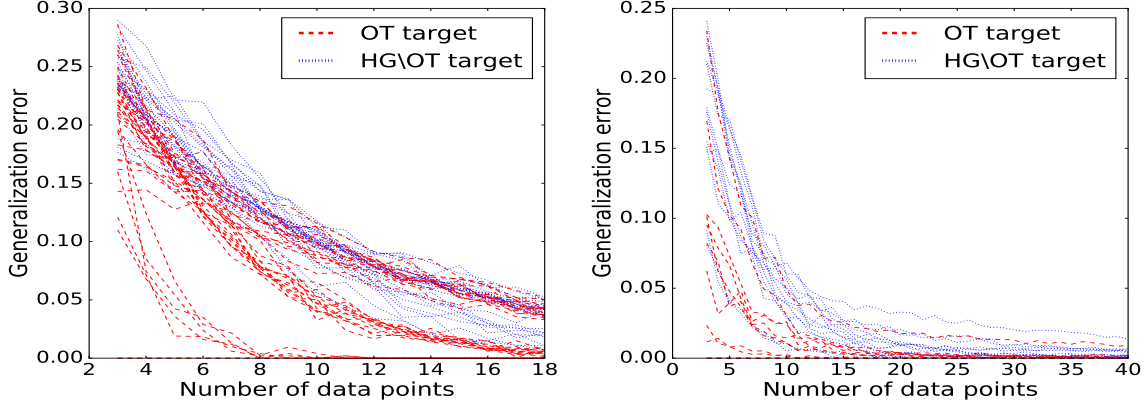 0.30
0.25
0.20
0.15
0.10
0.05
0.00
Generalization error
2 4 6 8 10 12 14 16 18
Number of data points
OT target
HG\OT target
0.25
0.20
0.15
0.10
0.05
0.00
Generalization error
0 5 10 15 20 25 30 35 40
Number of data points
OT target
HG\OT target